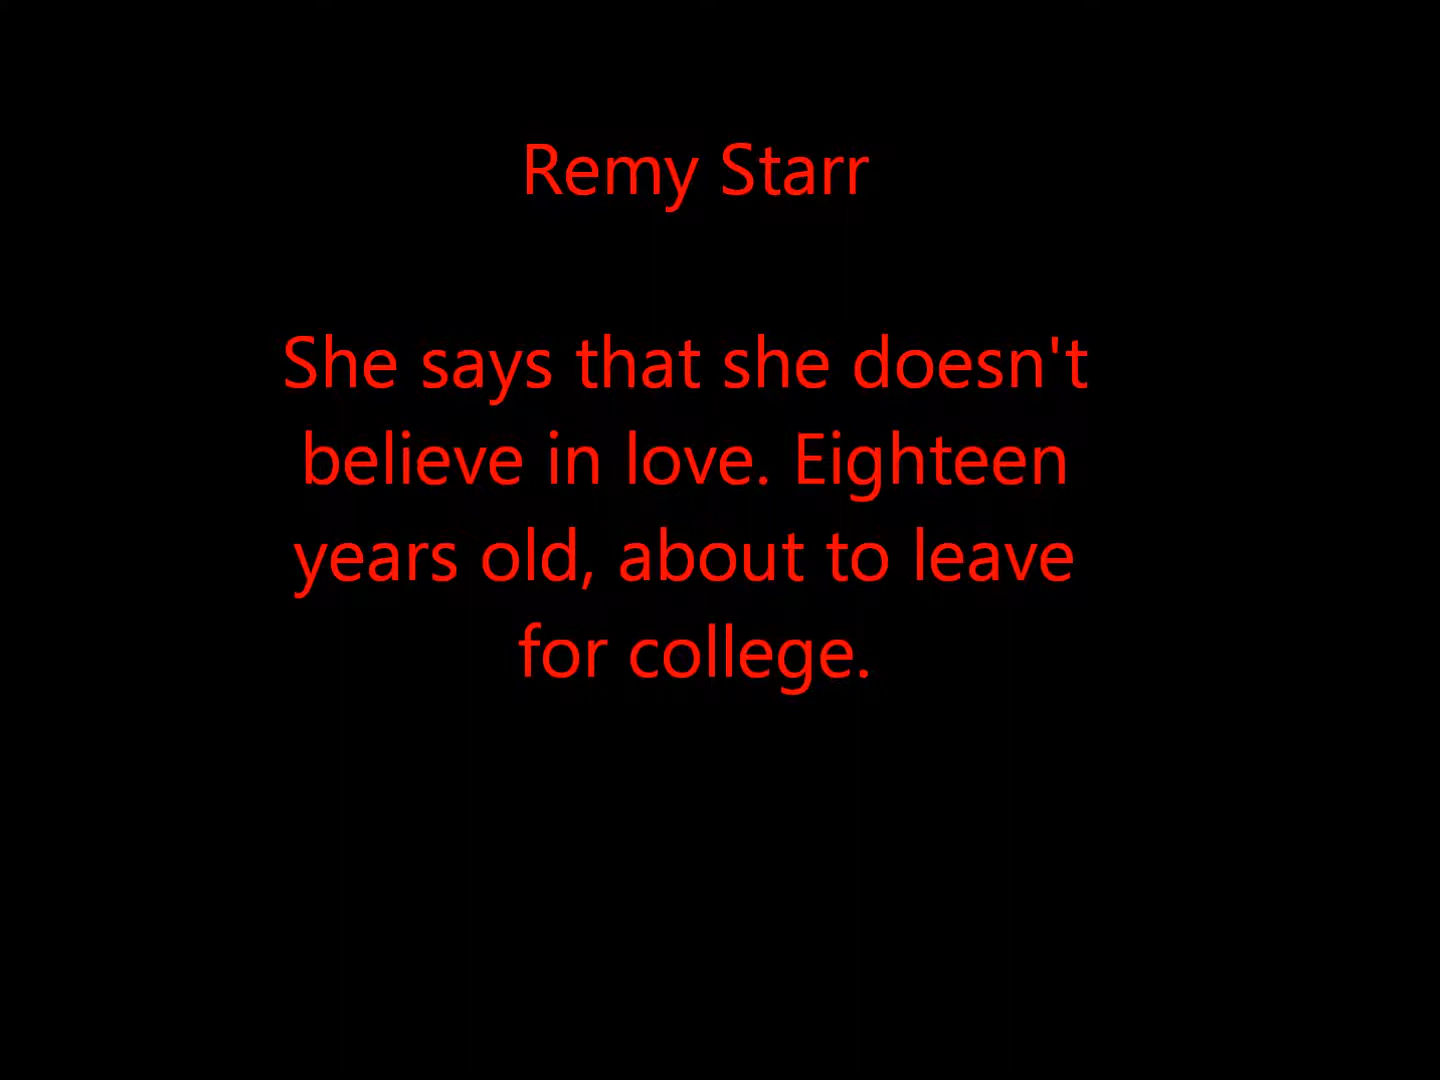 Remy Starr
She says that she doesn't
believe in love. Eighteen
years old, about to leave
for college.